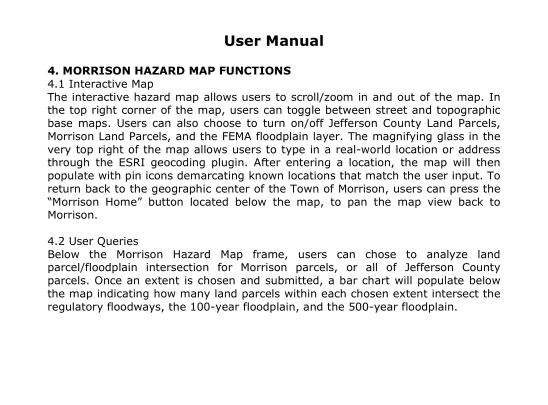 User Manual
4. MORRISON HAZARD MAP FUNCTIONS
4.1 Interactive Map
The interactive hazard map allows users to scroll/zoom in and out of the map. In
the top right corner of the map, users can toggle between street and topographic
base maps. Users can also choose to turn on/off Jefferson County Land Parcels,
Morrison Land Parcels, and the FEMA floodplain layer. The magnifying glass in the
very top right of the map allows users to type in a real-world location or address
through the ESRI geocoding plugin. After entering a location, the map will then
populate with pin icons demarcating known locations that match the user input. To
return back to the geographic center of the Town of Morrison, users can press the
“Morrison Home” button located below the map, to pan the map view back to
Morrison.
4.2 User Queries
Below the Morrison Hazard Map frame, users can chose to analyze land
parcel/floodplain intersection for Morrison parcels, or all of Jefferson County
parcels. Once an extent is chosen and submitted, a bar chart will populate below
the map indicating how many land parcels within each chosen extent intersect the
regulatory floodways, the 100-year floodplain, and the 500-year floodplain.